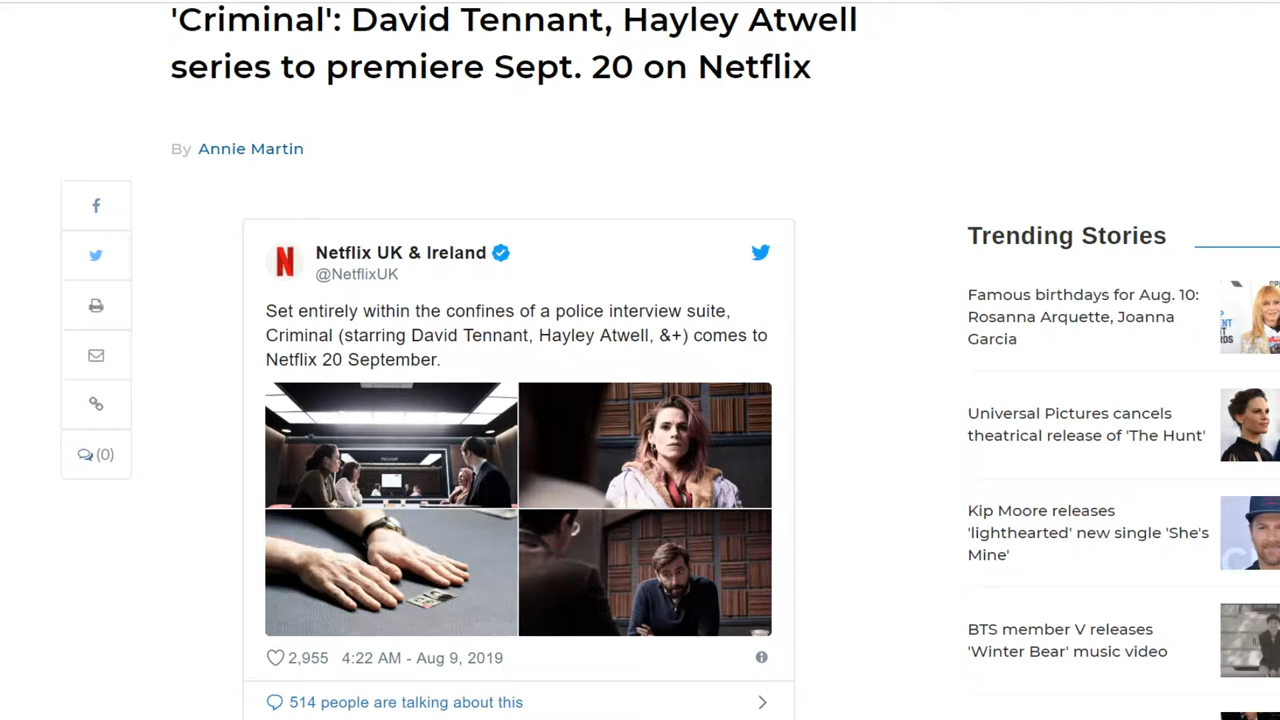 'Criminal': David Tennant, Hayley Atwell
series to premiere Sept. 20 on Netflix
By Annie Martin
(0)
Netflix UK & Ireland
@NetflixUK
Set entirely within the confines of a police interview suite,
Criminal (starring David Tennant, Hayley Atwell, &+) comes to
Netflix 20 September.
2,955 4:22 AM - Aug 9, 2019
514 people are talking about this
Trending Stories
Famous birthdays for Aug. 10:
Rosanna Arquette, Joanna
Garcia
Universal Pictures cancels
theatrical release of 'The Hunt'
Kip Moore releases
'lighthearted' new single 'She's
Mine'
BTS member V releases
'Winter Bear' music video